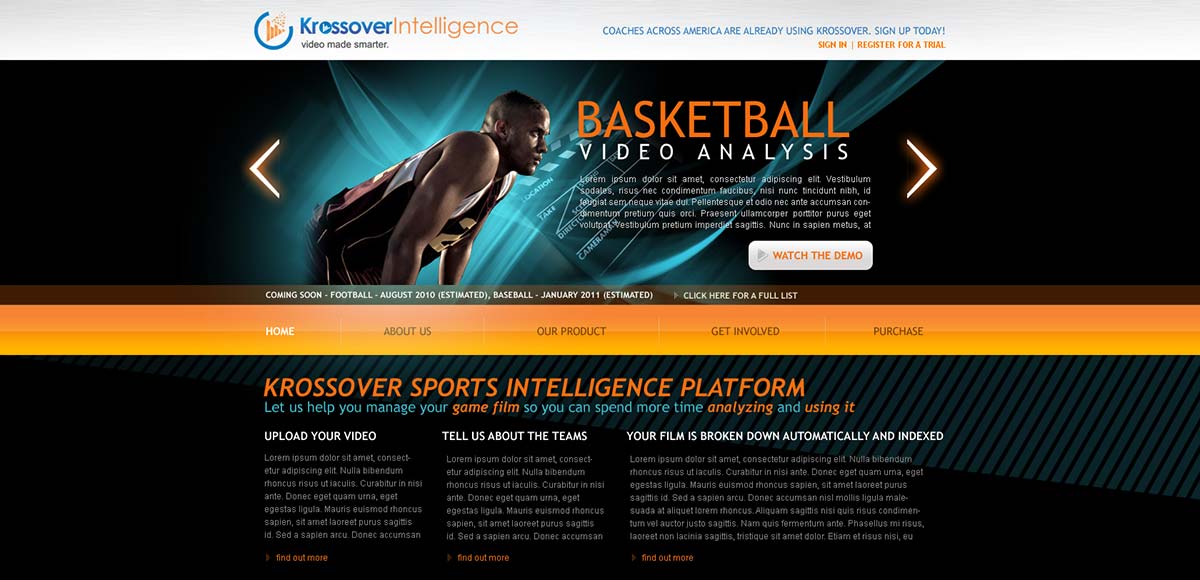 KrossoverIntelligence
video made smarter.
COACHES ACROSS AMERICA ARE ALREADY USING KROSSOVER. SIGN UP TODAY!
SIGN IN | REGISTER FOR A TRIAL
BASKETBALL
VIDEO ANALYSIS
Lorem ipsum dolor sit amet, consectetur adipiscing elit. Vestibulum
sodales, risus nec condimentum faucibus, nisi nunc tincidunt nibh, id
feugiat sem neque vitae dui. Pellentesque et odio nec ante accumsan con-
dimentum pretium quis orci. Praesent ullamcorper porttitor purus eget
volutpat. Vestibulum pretium imperdiet sagittis. Nunc in sapien metus, at
LOCATION
TAKE
DIRECTOR
CAMERAMAN
WATCH THE DEMO
COMING SOON - FOOTBALL - AUGUST 2010 (ESTIMATED), BASEBALL - JANUARY 2011 (ESTIMATED)
CLICK HERE FOR A FULL LIST
HOME
ABOUT US
OUR PRODUCT
GET INVOLVED
PURCHASE
KROSSOVER SPORTS INTELLIGENCE PLATFORM
Let us help you manage your game film so you can spend more time analyzing and using it
UPLOAD YOUR VIDEO
Lorem ipsum dolor sit amet, consect-
etur adipiscing elit. Nulla bibendum
rhoncus risus ut iaculis. Curabitur in nisi
ante. Donec eget quam urna, eget
egestas ligula. Mauris euismod rhoncus
sapien, sit amet laoreet purus sagittis
id. Sed a sapien arcu. Donec accumsan
find out more
TELL US ABOUT THE TEAMS
Lorem ipsum dolor sit amet, consect-
etur adipiscing elit. Nulla bibendum
rhoncus risus ut iaculis. Curabitur in nisi
ante. Donec eget quam urna, eget
egestas ligula. Mauris euismod rhoncus
sapien, sit amet laoreet purus sagittis
id. Sed a sapien arcu. Donec accumsan
find out more
YOUR FILM IS BROKEN DOWN AUTOMATICALLY AND INDEXED
Lorem ipsum dolor sit amet, consectetur adipiscing elit. Nulla bibendum
rhoncus risus ut iaculis. Curabitur in nisi ante. Donec eget quam urna, eget
egestas ligula. Mauris euismod rhoncus sapien, sit amet laoreet purus
sagittis id. Sed a sapien arcu. Donec accumsan nisl mollis ligula male-
suada at aliquet lorem rhoncus. Aliquam sagittis nisi quis risus condimen-
tum vel auctor justo sagittis. Nam quis fermentum ante. Phasellus mi risus,
laoreet non lacinia sagittis, tristique sit amet dolor. Etiam et risus nisi, eu
find out more